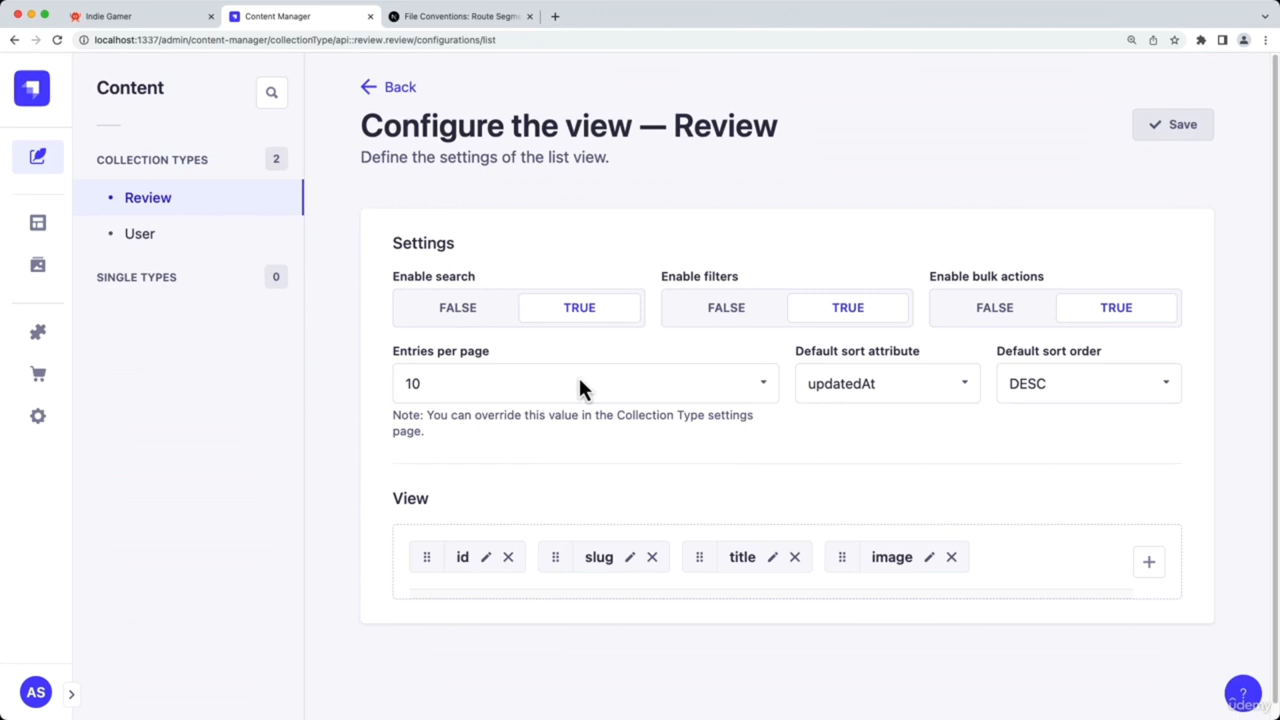 Indie Gamer
Content Manager
File Conventions: Route Segm
localhost:1337/admin/content-manager/collectionType/api::review.review/configurations/list
Content
COLLECTION TYPES
2
Review
User
SINGLE TYPES
0
Back
Configure the view — Review
Save
Define the settings of the list view.
Settings
Enable search
Enable filters
Enable bulk actions
FALSE TRUE
FALSE TRUE
FALSE TRUE
Entries per page
Default sort attribute
Default sort order
10
updatedAt
DESC
Note: You can override this value in the Collection Type settings
page.
View
id
slug
title
image
AS
?
udemy